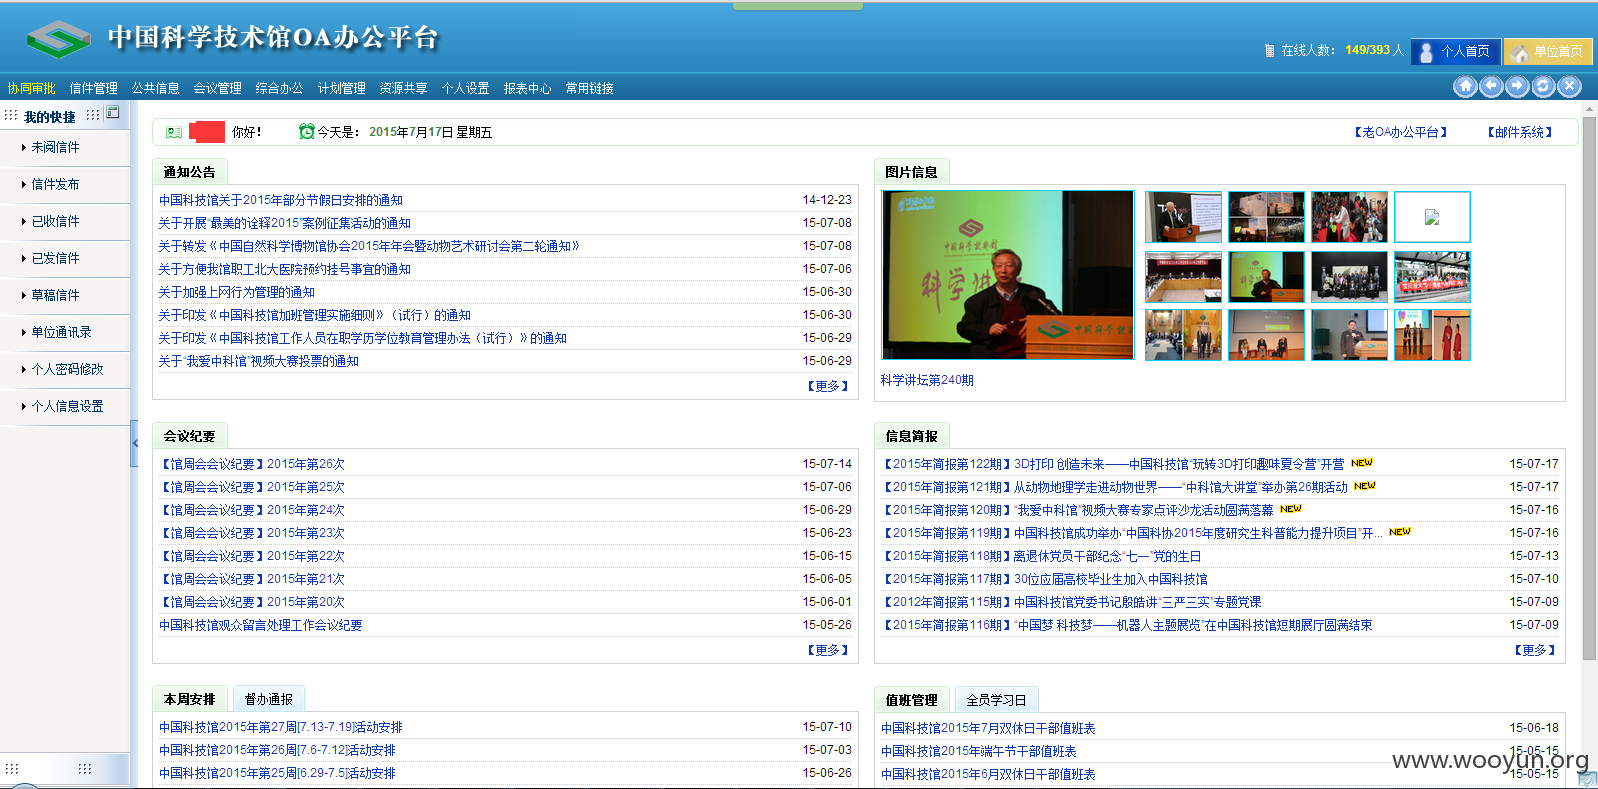 中国科学技术馆OA办公平台
在线人数： 149/393 人 个人首页 单位首页
协同审批 信件管理 公共信息 会议管理 综合办公 计划管理 资源共享 个人设置 报表中心 常用链接
我的快捷
未阅信件
信件发布
已收信件
已发信件
草稿信件
单位通讯录
个人密码修改
个人信息设置
你好! 今天是： 2015年7月17日 星期五 【老OA办公平台】 【邮件系统】
通知公告
中国科技馆关于2015年部分节假日安排的通知 14-12-23
关于开展“最美的诠释2015”案例征集活动的通知 15-07-08
关于转发《中国自然科学博物馆协会2015年年会暨动物艺术研讨会第二轮通知》 15-07-08
关于方便我馆职工北大医院预约挂号事宜的通知 15-07-06
关于加强上网行为管理的通知 15-06-30
关于印发《中国科技馆加班管理实施细则》（试行）的通知 15-06-30
关于印发《中国科技馆工作人员在职学历学位教育管理办法（试行）》的通知 15-06-29
关于“我爱中科馆”视频大赛投票的通知 15-06-29
【更多】
图片信息
中国科学技术馆
科学讲
中国科学技术
科学讲坛第240期
会议纪要
【馆周会会议纪要】2015年第26次 15-07-14
【馆周会会议纪要】2015年第25次 15-07-06
【馆周会会议纪要】2015年第24次 15-06-29
【馆周会会议纪要】2015年第23次 15-06-23
【馆周会会议纪要】2015年第22次 15-06-15
【馆周会会议纪要】2015年第21次 15-06-05
【馆周会会议纪要】2015年第20次 15-06-01
中国科技馆观众留言处理工作会议纪要 15-05-26
【更多】
信息简报
【2015年简报第122期】3D打印 创造未来——中国科技馆“玩转3D打印趣味夏令营”开营 NEW 15-07-17
【2015年简报第121期】从动物地理学走进动物世界——“中科馆大讲堂”举办第26期活动 NEW 15-07-17
【2015年简报第120期】“我爱中科馆”视频大赛专家点评沙龙活动圆满落幕 NEW 15-07-16
【2015年简报第119期】中国科技馆成功举办“中国科协2015年度研究生科普能力提升项目”开... NEW 15-07-16
【2015年简报第118期】离退休党员干部纪念“七一”党的生日 15-07-13
【2015年简报第117期】30位应届高校毕业生加入中国科技馆 15-07-10
【2012年简报第115期】中国科技馆党委书记殷皓讲“三严三实”专题党课 15-07-09
【2015年简报第116期】“中国梦 科技梦——机器人主题展览”在中国科技馆短期展厅圆满结束 15-07-09
【更多】
本周安排 督办通报
中国科技馆2015年第27周[7.13-7.19]活动安排 15-07-10
中国科技馆2015年第26周[7.6-7.12]活动安排 15-07-03
中国科技馆2015年第25周[6.29-7.5]活动安排 15-06-26
值班管理 全员学习日
中国科技馆2015年7月双休日干部值班表 15-06-18
中国科技馆2015年端午节干部值班表 15-05-15
中国科技馆2015年6月双休日干部值班表 15-05-15
www.wooyun.org